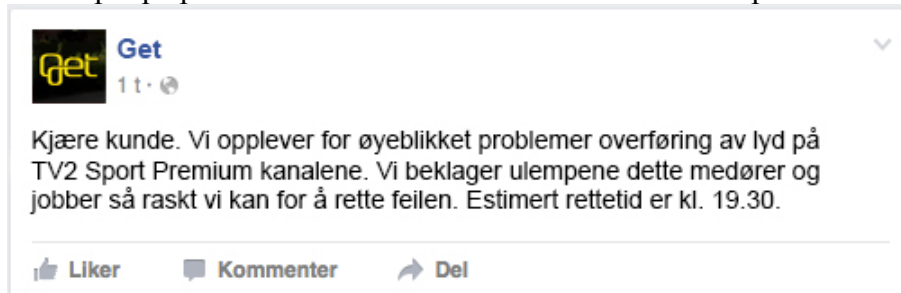 get
Get
1 t ·
Kjære kunde. Vi opplever for øyeblikket problemer overføring av lyd på
TV2 Sport Premium kanalene. Vi beklager ulempene dette medører og
jobber så raskt vi kan for å rette feilen. Estimert rettetid er kl. 19.30.
Liker Kommenter Del